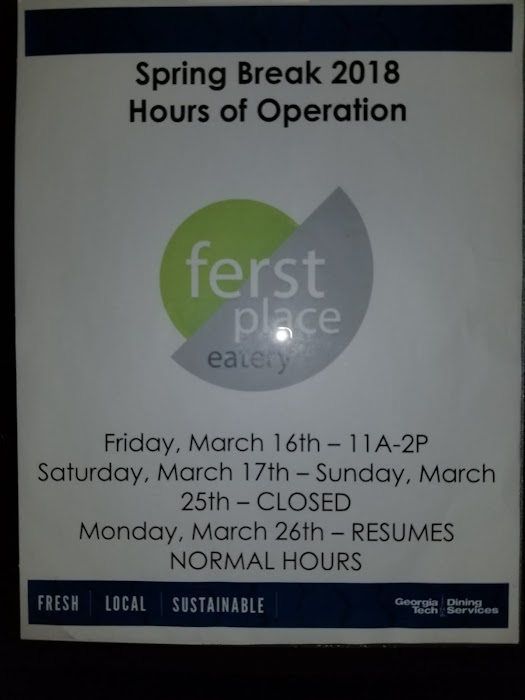 Spring Break 2018
Hours of Operation
ferst
place
eatery
Friday, March 16th – 11A-2P
Saturday, March 17th – Sunday, March
25th – CLOSED
Monday, March 26th – RESUMES
NORMAL HOURS
FRESH LOCAL SUSTAINABLE
Georgia Tech Dining Services